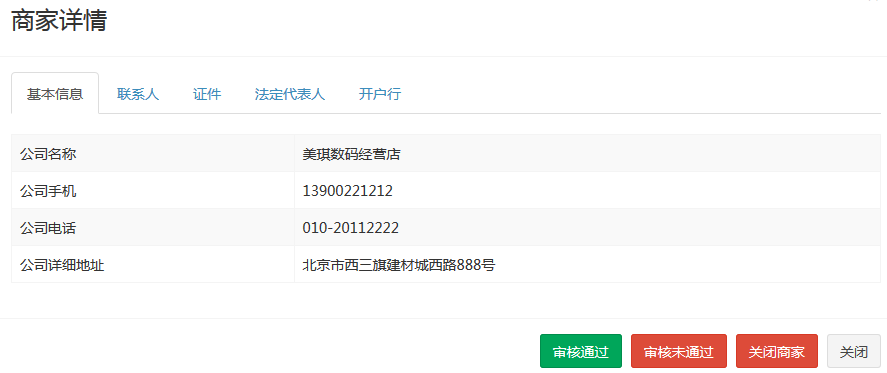 商家详情
基本信息 联系人 证件 法定代表人 开户行
公司名称 美琪数码经营店
公司手机 13900221212
公司电话 010-20112222
公司详细地址 北京市西三旗建材城西路888号
审核通过 审核未通过 关闭商家 关闭